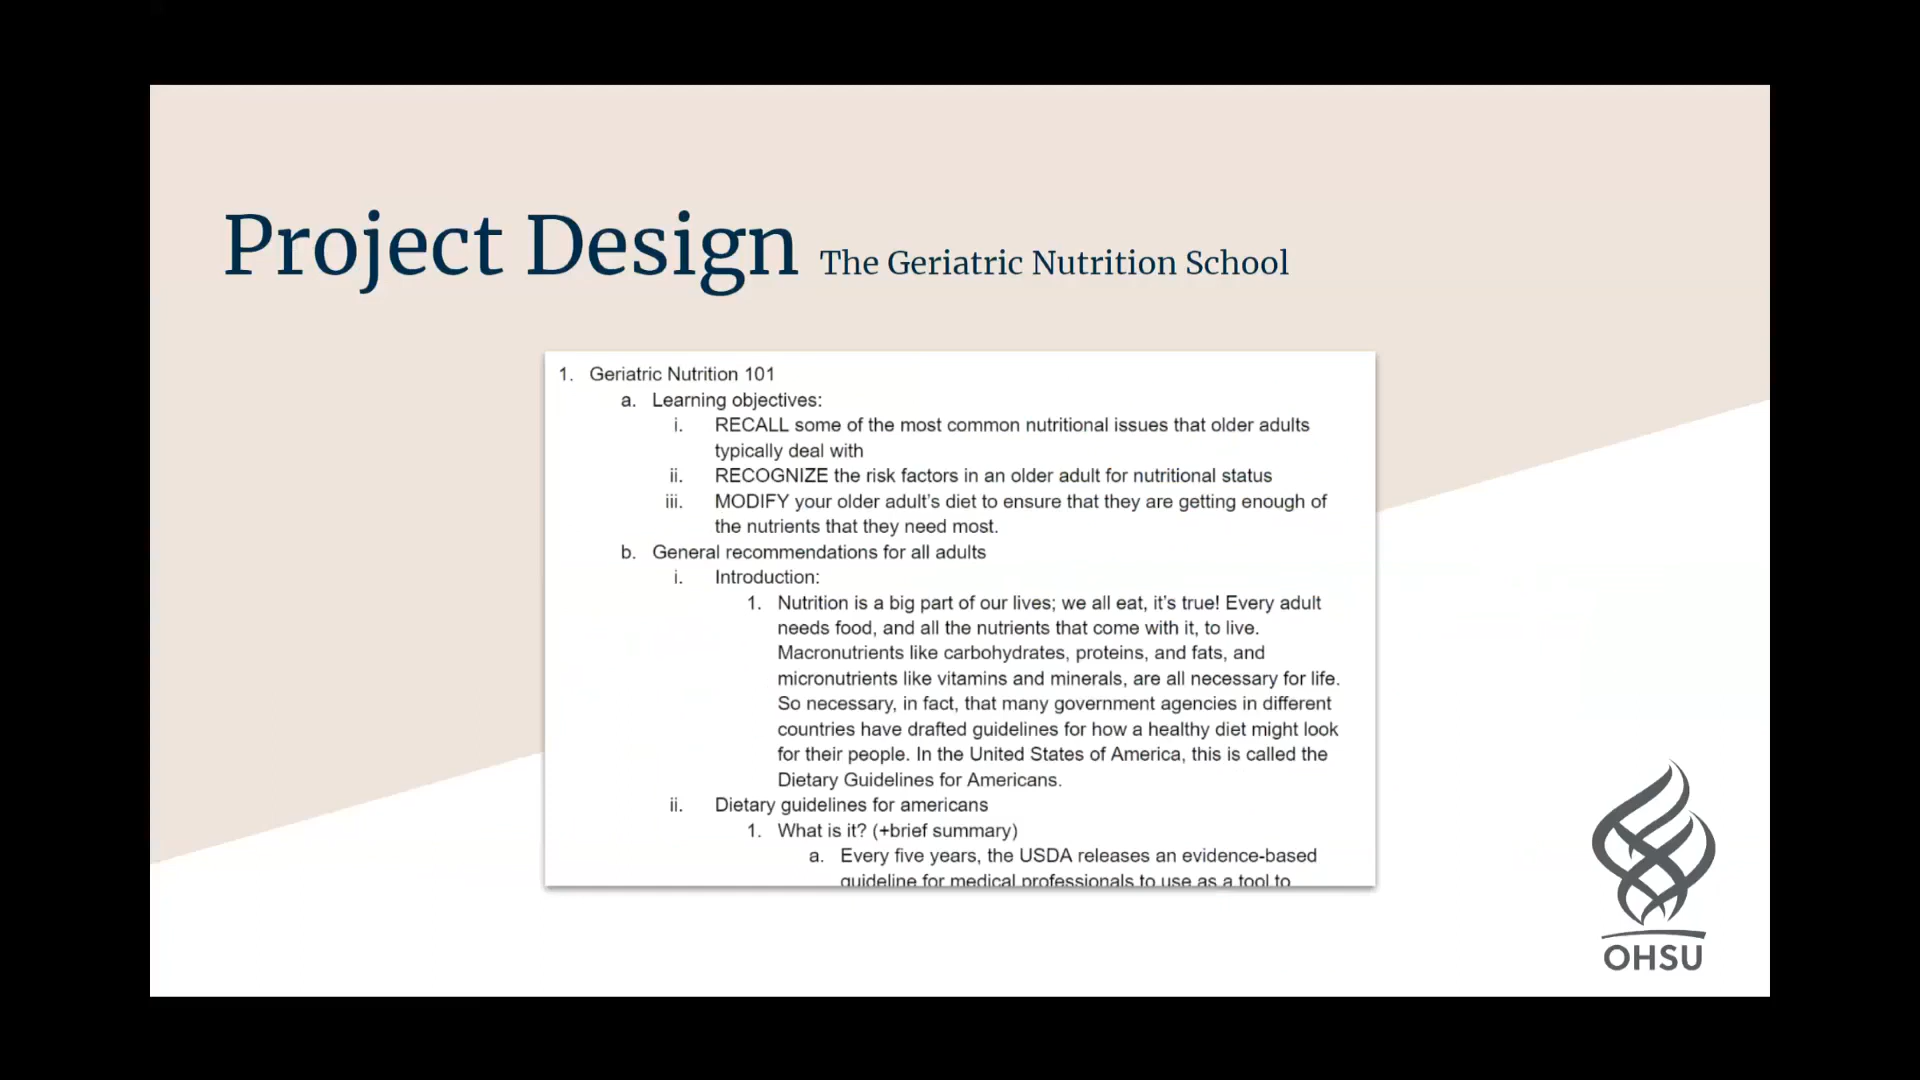 Project Design The Geriatric Nutrition School
1. Geriatric Nutrition 101
a. Learning objectives:
i. RECALL some of the most common nutritional issues that older adults
typically deal with
ii. RECOGNIZE the risk factors in an older adult for nutritional status
iii. MODIFY your older adult's diet to ensure that they are getting enough of
the nutrients that they need most.
b. General recommendations for all adults
i. Introduction:
1. Nutrition is a big part of our lives; we all eat, it's true! Every adult
needs food, and all the nutrients that come with it, to live.
Macronutrients like carbohydrates, proteins, and fats, and
micronutrients like vitamins and minerals, are all necessary for life.
So necessary, in fact, that many government agencies in different
countries have drafted guidelines for how a healthy diet might look
for their people. In the United States of America, this is called the
Dietary Guidelines for Americans.
ii. Dietary guidelines for americans
1. What is it? (+brief summary)
a. Every five years, the USDA releases an evidence-based
guideline for medical professionals to use as a tool to
OHSU